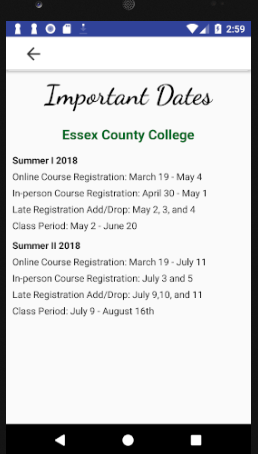 2:59
Important Dates
Essex County College
Summer I 2018
Online Course Registration: March 19 - May 4
In-person Course Registration: April 30 - May 1
Late Registration Add/Drop: May 2, 3, and 4
Class Period: May 2 - June 20
Summer II 2018
Online Course Registration: March 19 - July 11
In-person Course Registration: July 3 and 5
Late Registration Add/Drop: July 9,10, and 11
Class Period: July 9 - August 16th